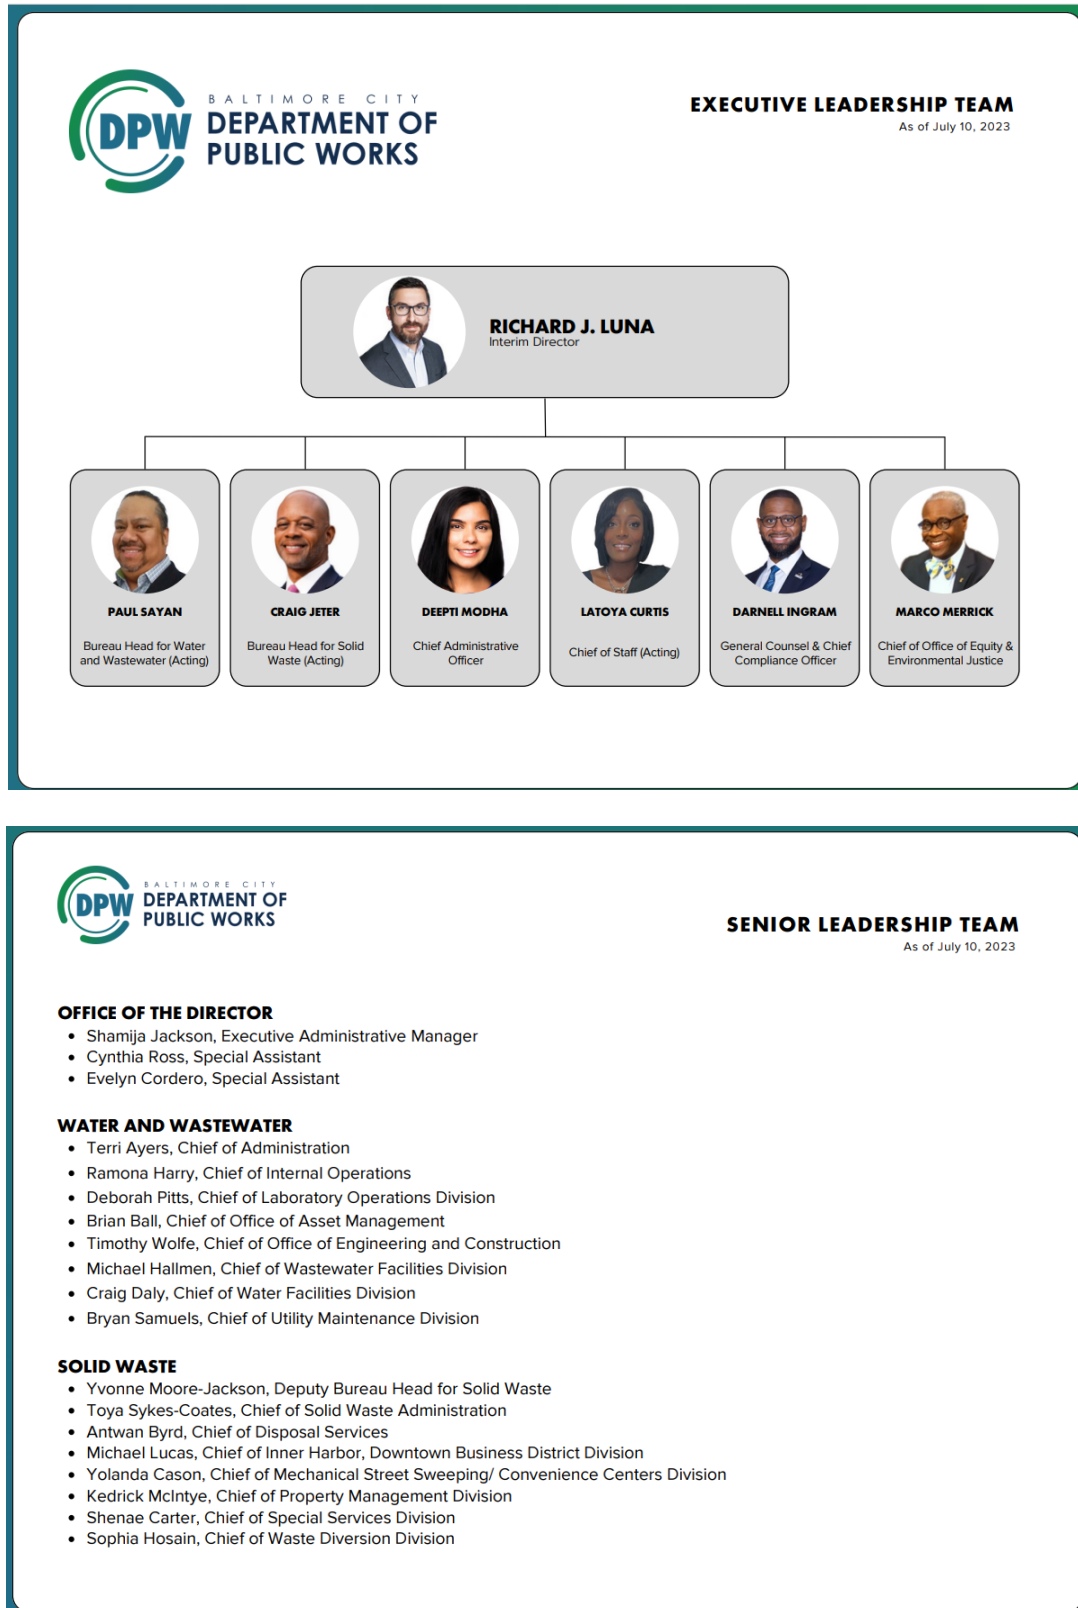 DPW
BALTIMORE CITY
DEPARTMENT OF
PUBLIC WORKS
EXECUTIVE LEADERSHIP TEAM
As of July 10, 2023
RICHARD J. LUNA
Interim Director
PAUL SAYAN
Bureau Head for Water
and Wastewater (Acting)
CRAIG JETER
Bureau Head for Solid
Waste (Acting)
DEEPTI MODHA
Chief Administrative
Officer
LATOYA CURTIS
Chief of Staff (Acting)
DARNELL INGRAM
General Counsel & Chief
Compliance Officer
MARCO MERRICK
Chief of Office of Equity &
Environmental Justice
DPW
BALTIMORE CITY
DEPARTMENT OF
PUBLIC WORKS
SENIOR LEADERSHIP TEAM
As of July 10, 2023
OFFICE OF THE DIRECTOR
• Shamija Jackson, Executive Administrative Manager
• Cynthia Ross, Special Assistant
• Evelyn Cordero, Special Assistant
WATER AND WASTEWATER
• Terri Ayers, Chief of Administration
• Ramona Harry, Chief of Internal Operations
• Deborah Pitts, Chief of Laboratory Operations Division
• Brian Ball, Chief of Office of Asset Management
• Timothy Wolfe, Chief of Office of Engineering and Construction
• Michael Hallmen, Chief of Wastewater Facilities Division
• Craig Daly, Chief of Water Facilities Division
• Bryan Samuels, Chief of Utility Maintenance Division
SOLID WASTE
• Yvonne Moore-Jackson, Deputy Bureau Head for Solid Waste
• Toya Sykes-Coates, Chief of Solid Waste Administration
• Antwan Byrd, Chief of Disposal Services
• Michael Lucas, Chief of Inner Harbor, Downtown Business District Division
• Yolanda Cason, Chief of Mechanical Street Sweeping/ Convenience Centers Division
• Kedrick McIntye, Chief of Property Management Division
• Shenae Carter, Chief of Special Services Division
• Sophia Hosain, Chief of Waste Diversion Division